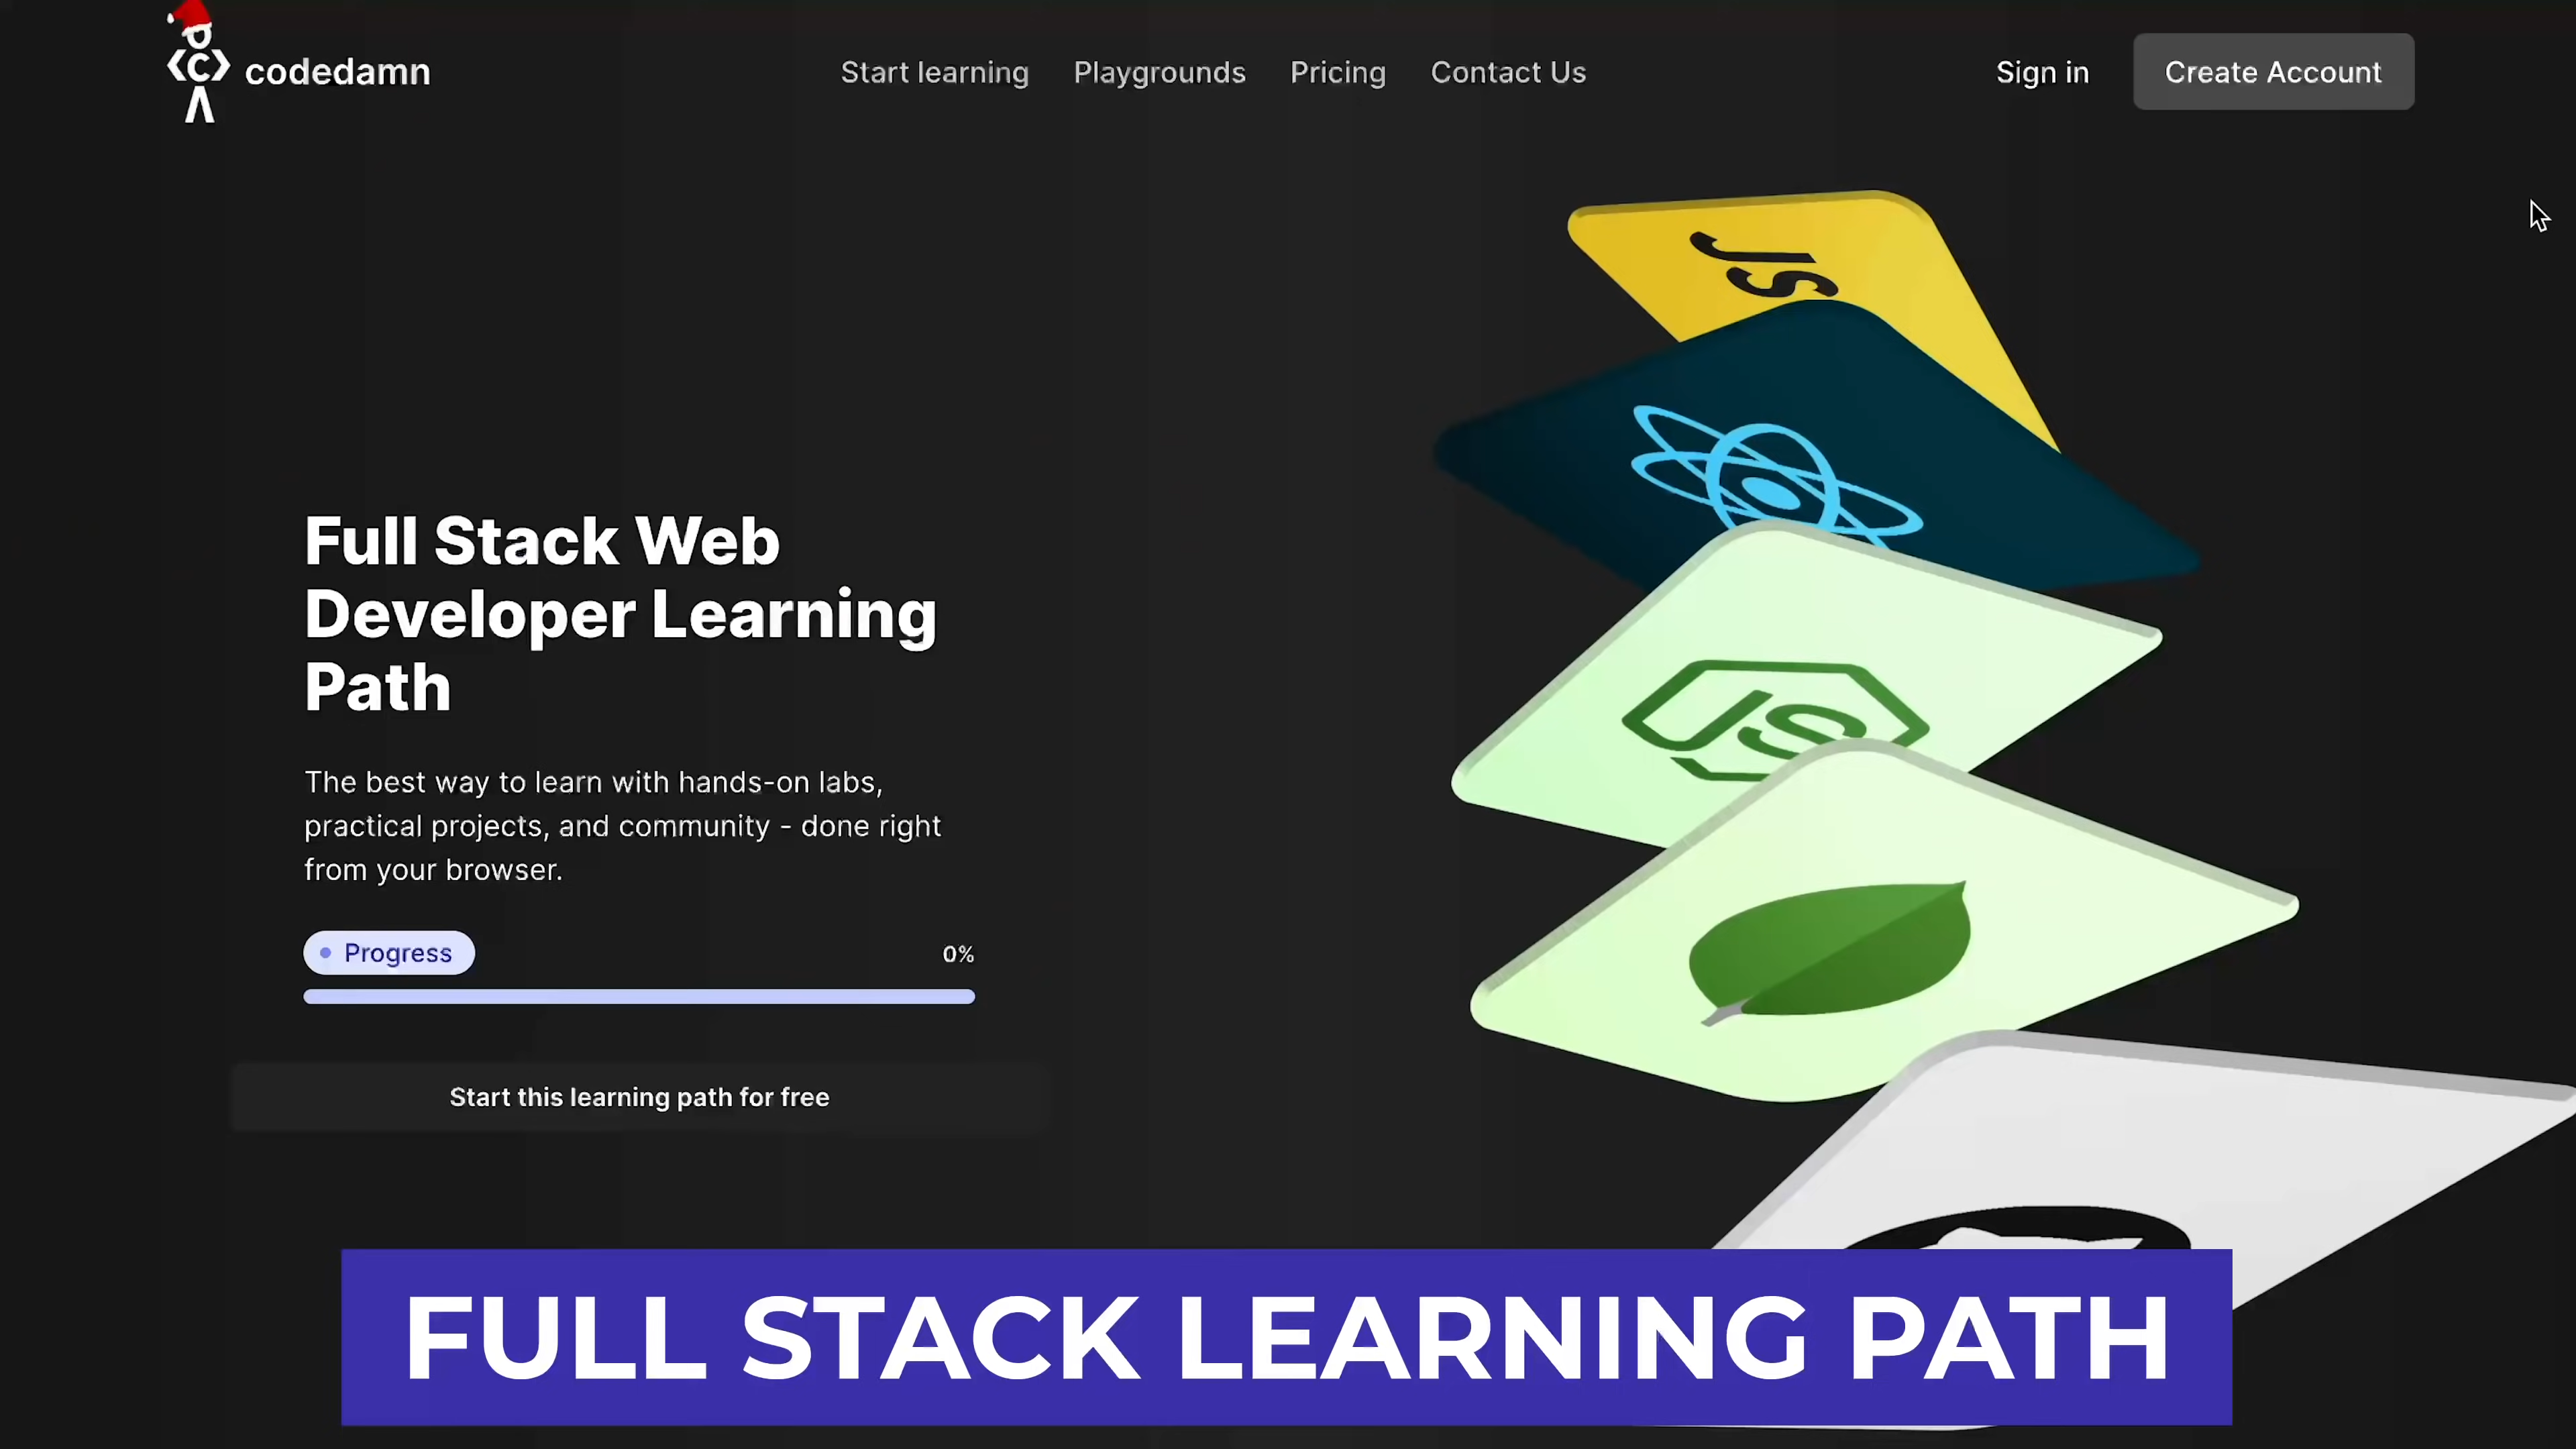 codedamn
Start learning
Playgrounds
Pricing
Contact Us
Sign in
Create Account
JS
JS
Full Stack Web
Developer Learning
Path
The best way to learn with hands-on labs,
practical projects, and community - done right
from your browser.
Progress
0%
Start this learning path for free
FULL STACK LEARNING PATH